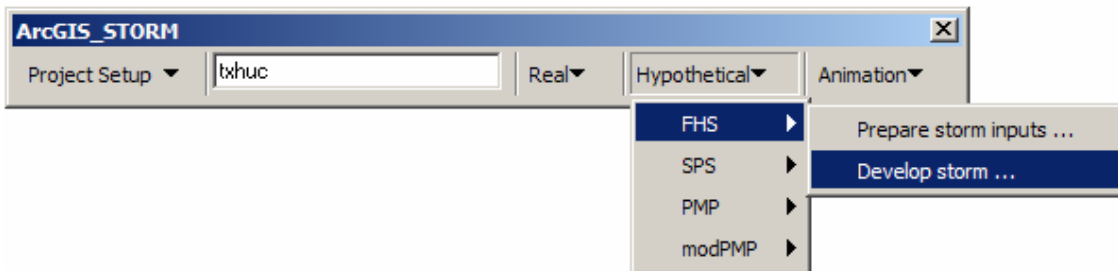 ArcGIS_STORM
Project Setup txhuc Real Hypothetical Animation
FHS Prepare storm inputs ...
SPS Develop storm ...
PMP
modPMP